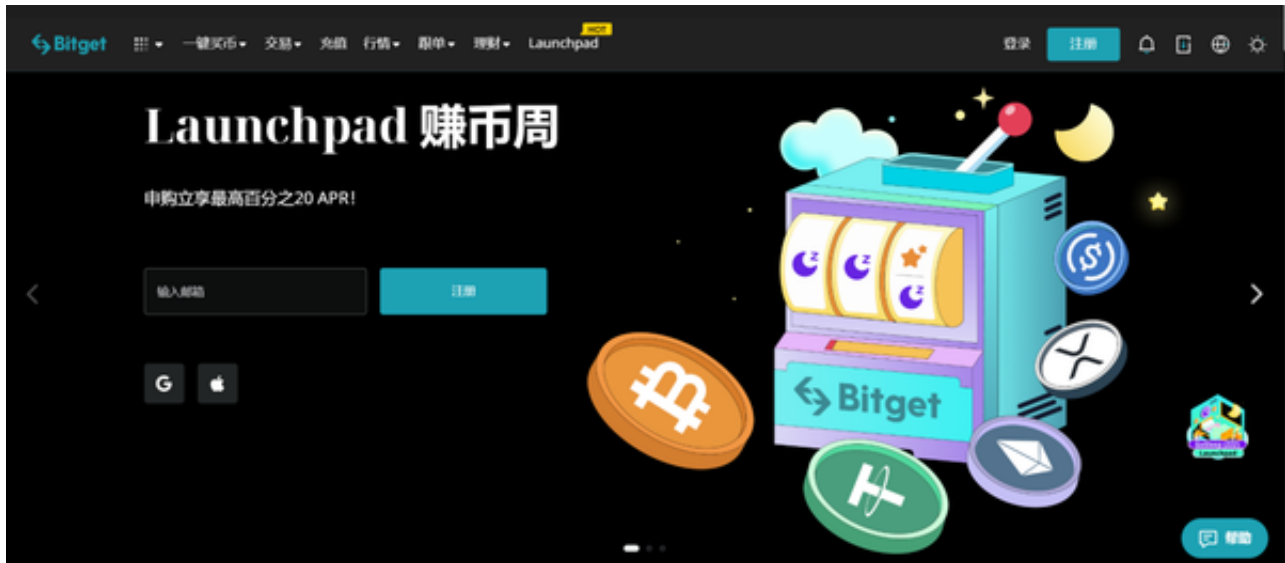 Bitget
一键买币
交易
充值
行情
跟单
理财
Launchpad
HOT
登录
注册
Launchpad 赚币周
申购立享最高百分之20 APR!
输入邮箱
注册
G
Bitget
Launchpad
帮助